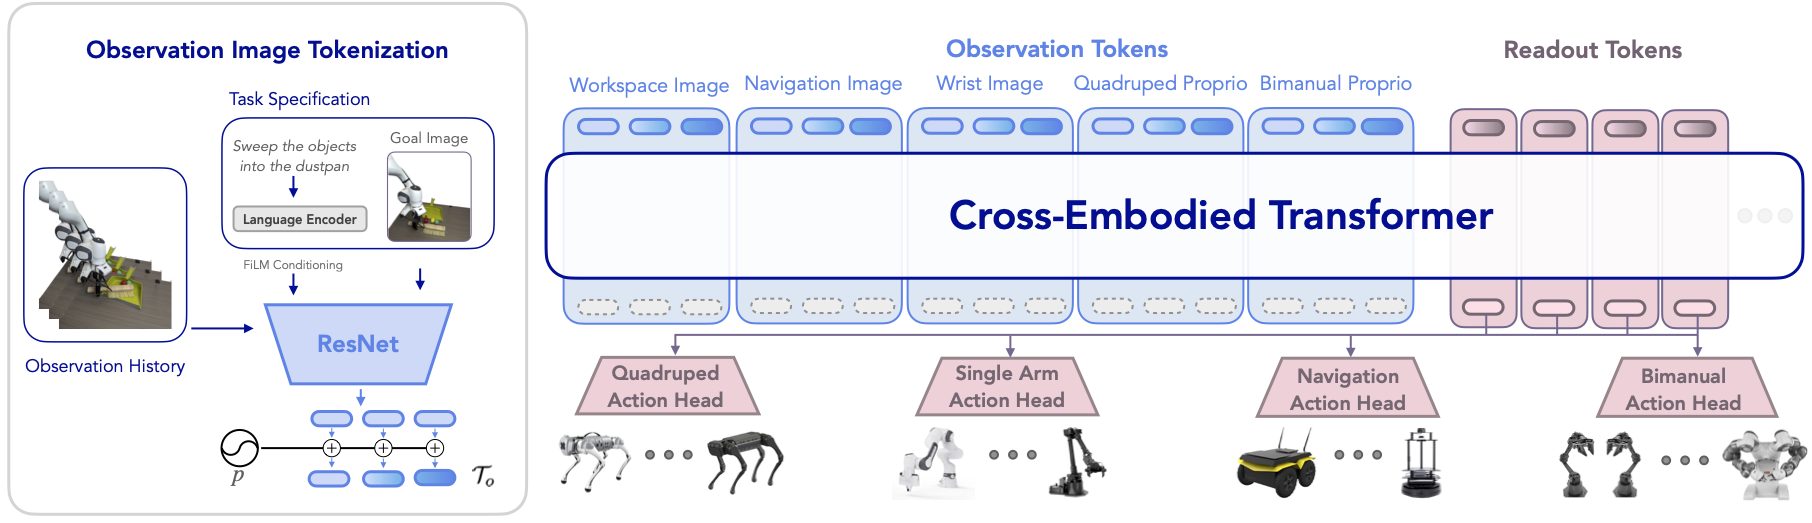 Observation Image Tokenization
Task Specification
Sweep the objects
into the dustpan
Goal Image
Language Encoder
FiLM Conditioning
ResNet
Observation History
p
𝒯ₒ
Observation Tokens
Workspace Image
Navigation Image
Wrist Image
Quadruped Proprio
Bimanual Proprio
Readout Tokens
Cross-Embodied Transformer
Quadruped
Action Head
Single Arm
Action Head
Navigation
Action Head
Bimanual
Action Head